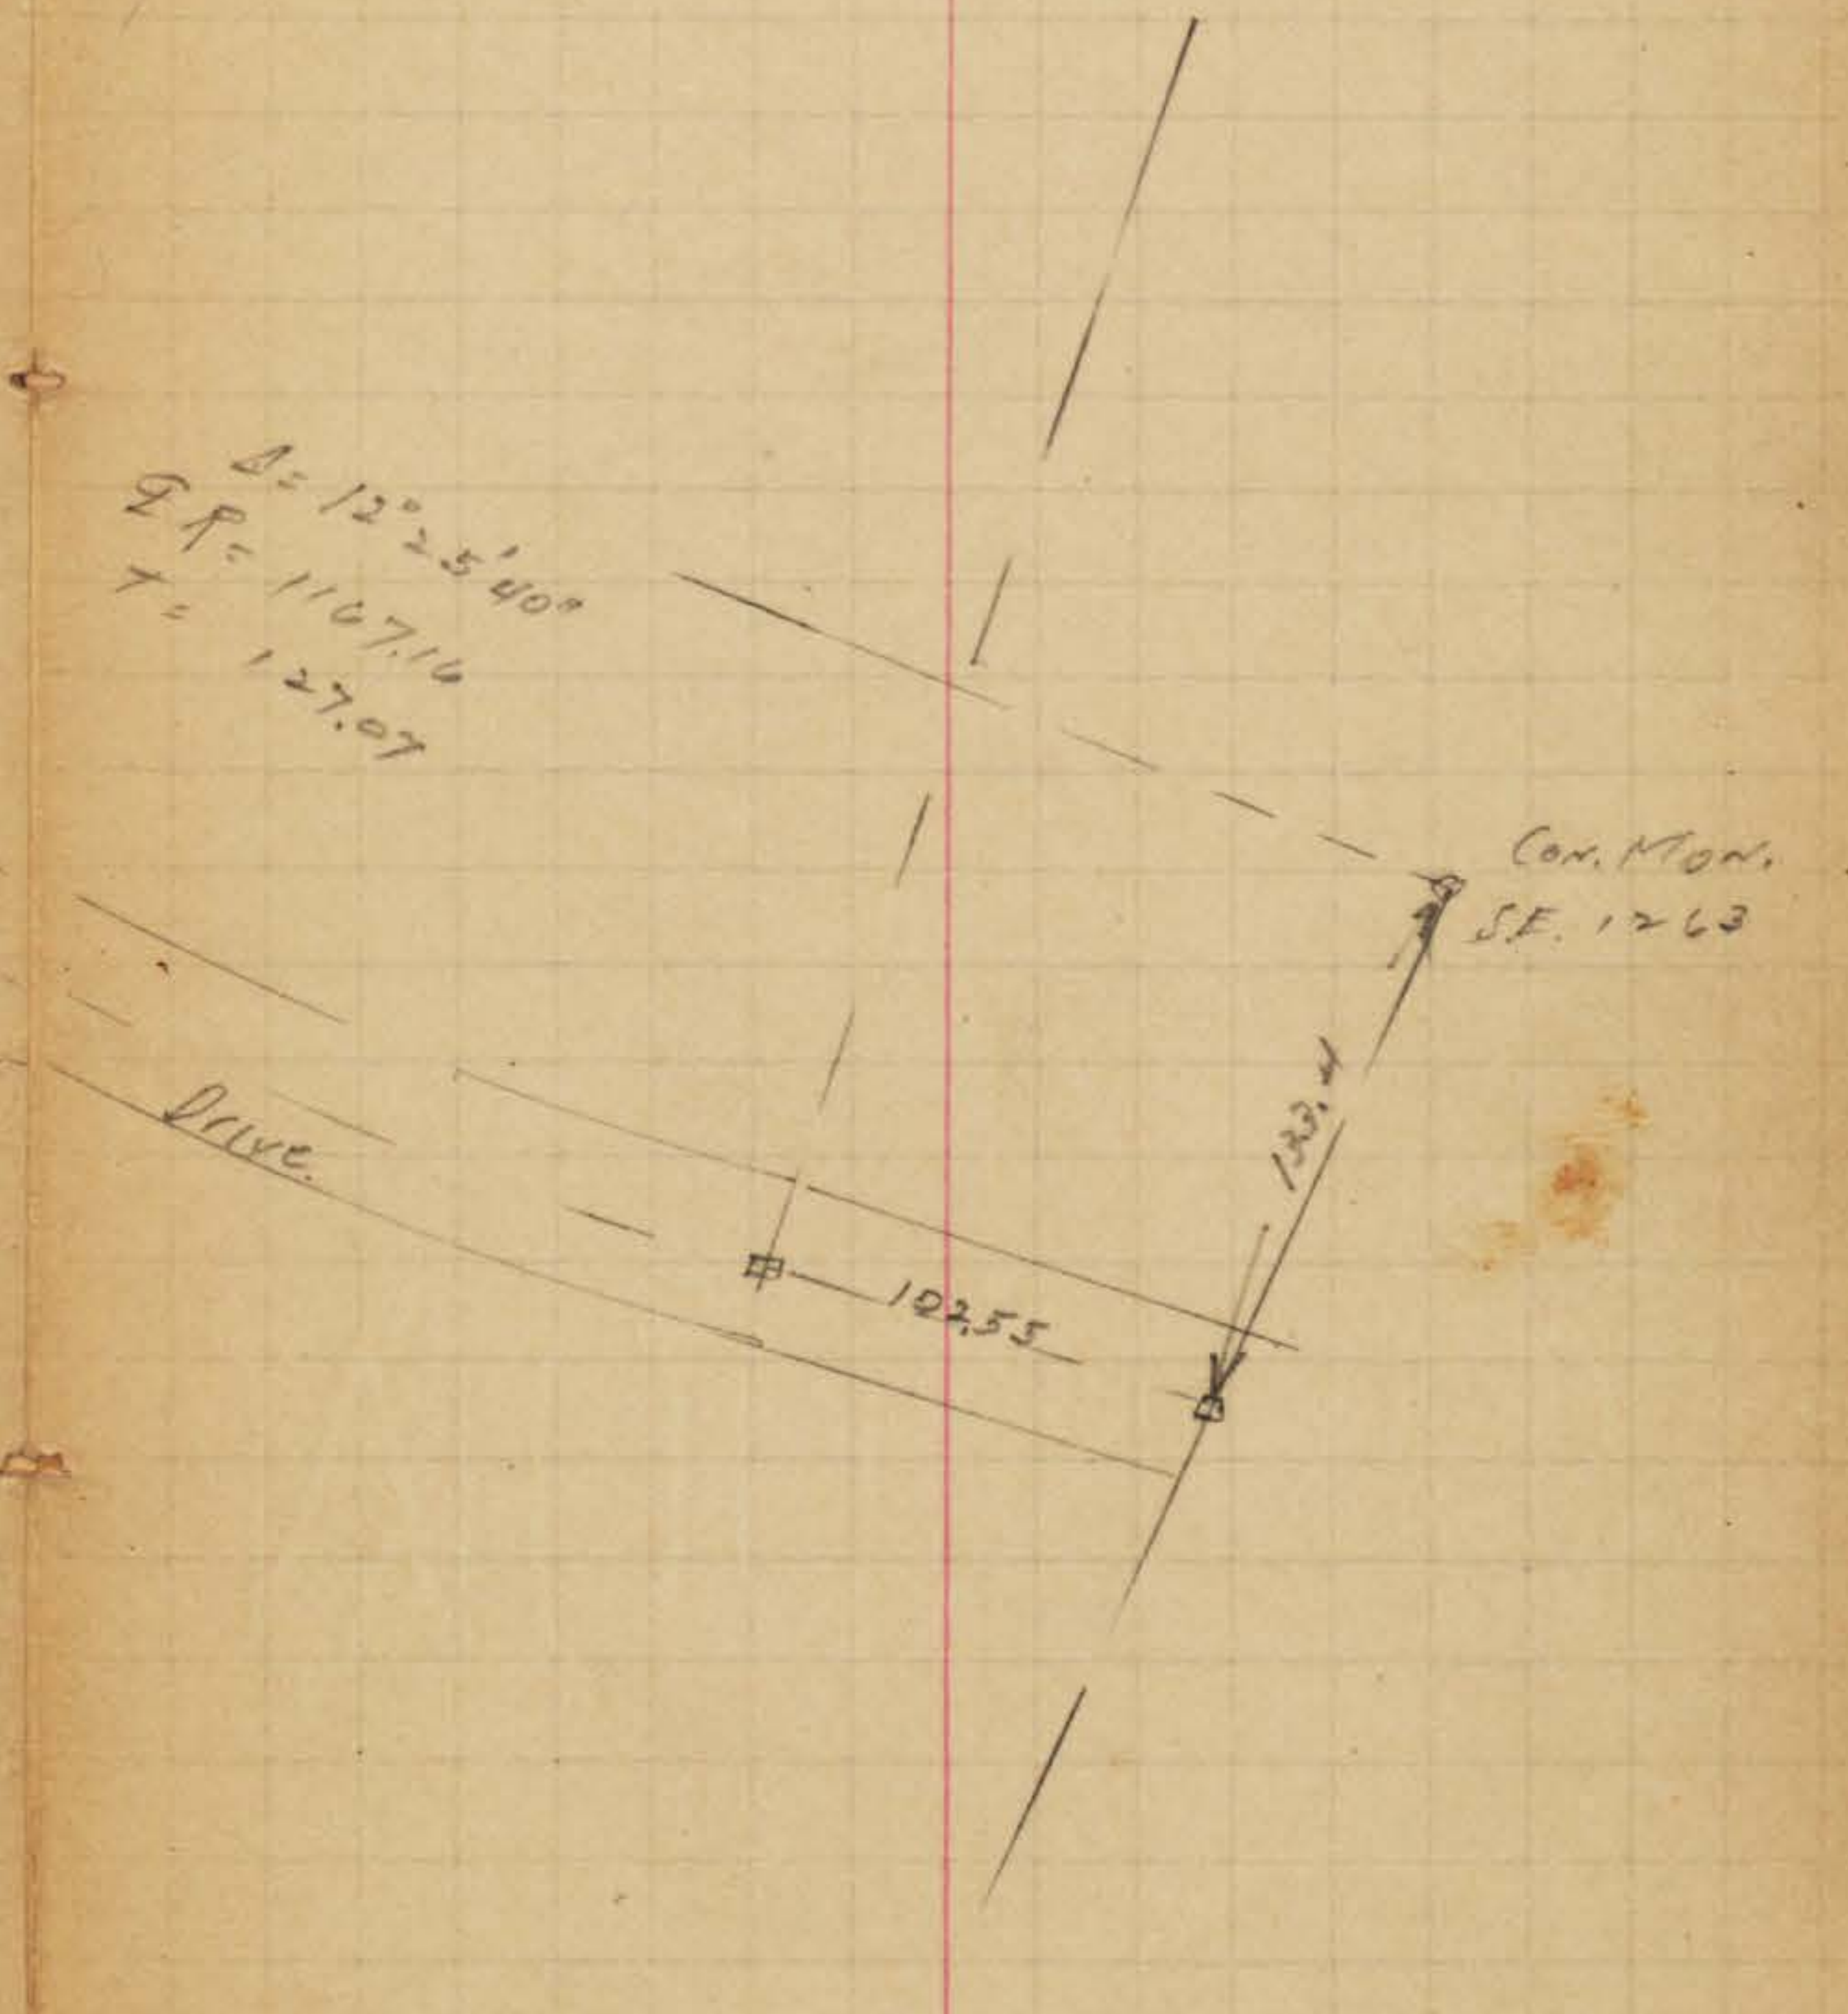 Δ = 12° 25' 40"
℄ R = 1167.16
T = 127.07
Con. Mon.
S.E. 1263
133.4
Drive.
102.55